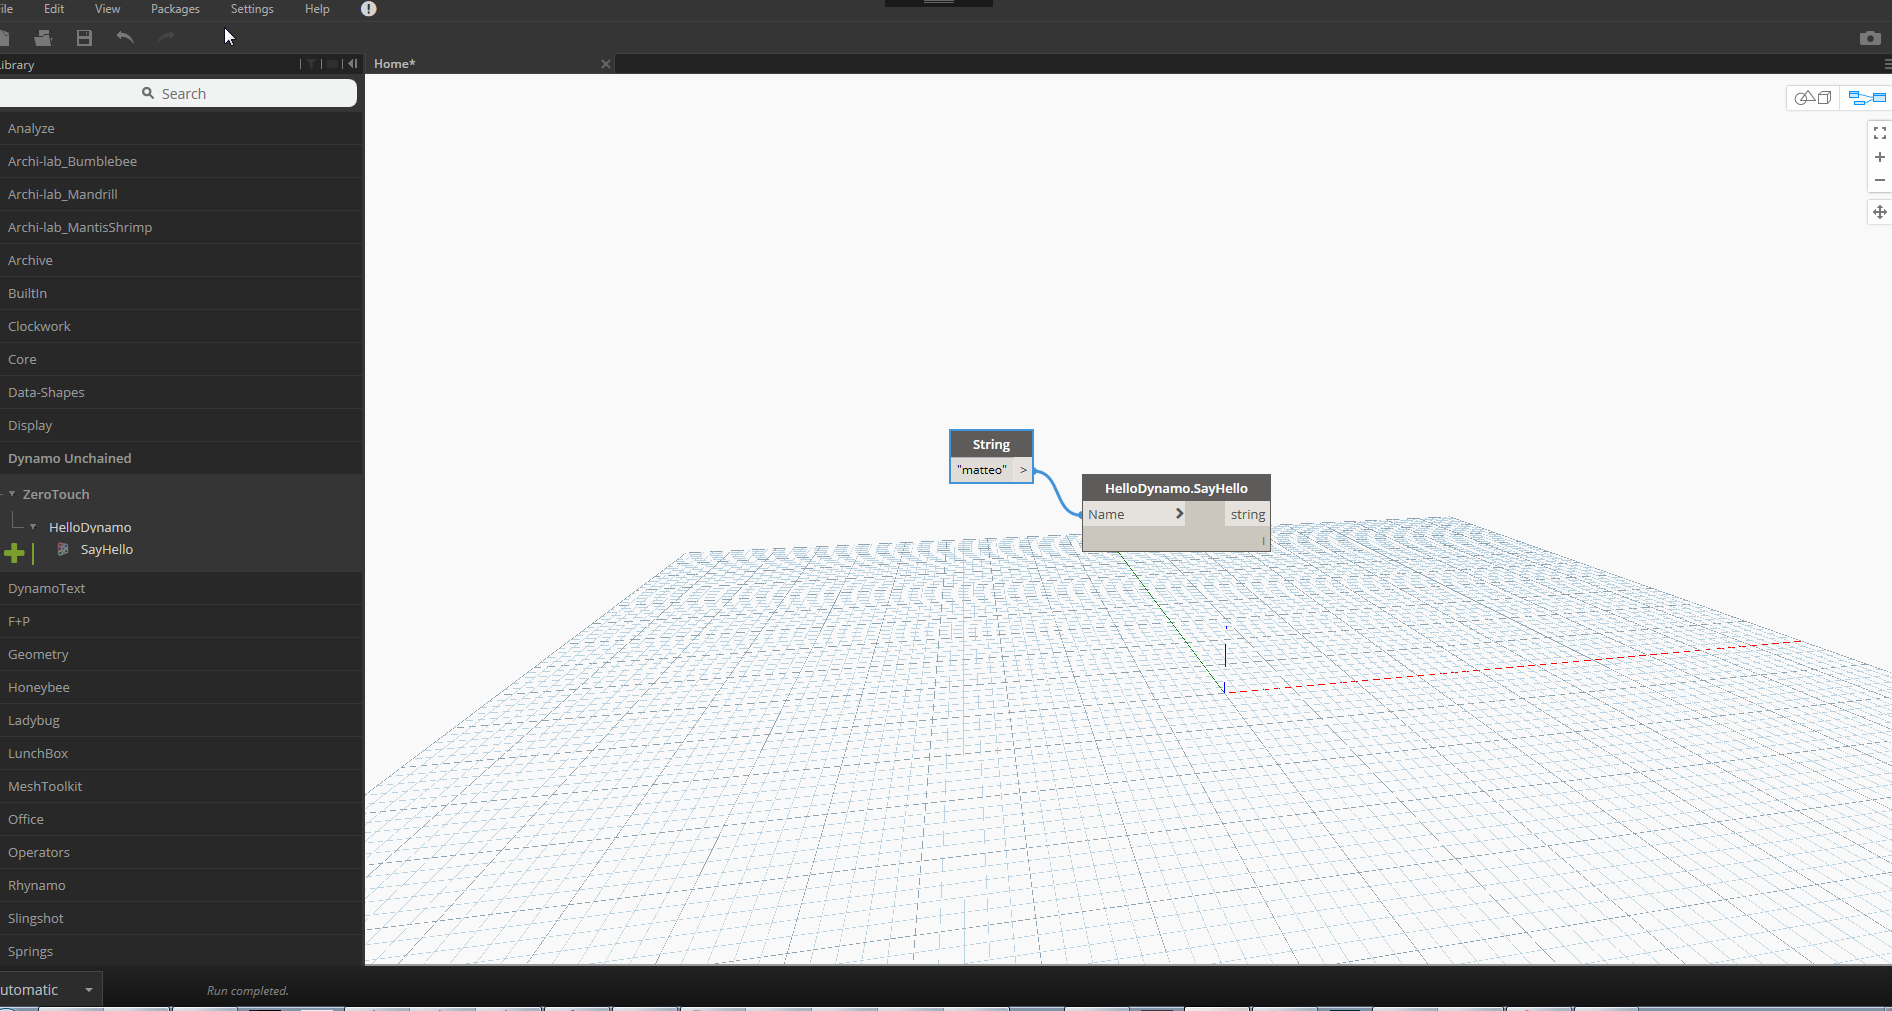 ile Edit View Packages Settings Help
ibrary
Home*
Search
Analyze
Archi-lab_Bumblebee
Archi-lab_Mandrill
Archi-lab_MantisShrimp
Archive
BuiltIn
Clockwork
Core
Data-Shapes
Display
Dynamo Unchained
ZeroTouch
HelloDynamo
SayHello
DynamoText
F+P
Geometry
Honeybee
Ladybug
LunchBox
MeshToolkit
Office
Operators
Rhynamo
Slingshot
Springs
String
"matteo" >
HelloDynamo.SayHello
Name > string
l
utomatic
Run completed.